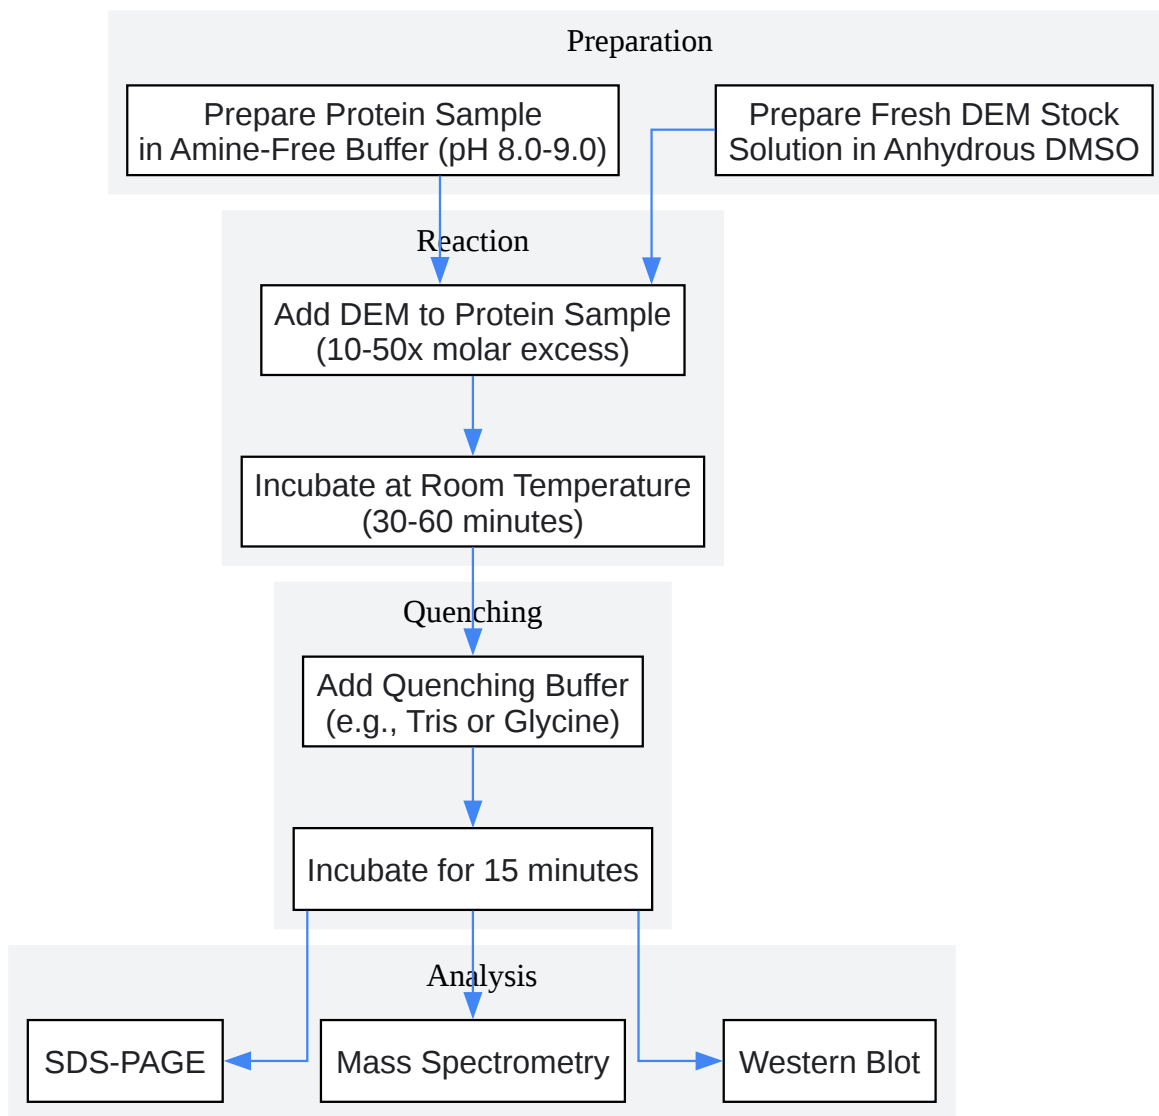 Preparation
Prepare Protein Sample
in Amine-Free Buffer (pH 8.0-9.0)
Prepare Fresh DEM Stock
Solution in Anhydrous DMSO
Reaction
Add DEM to Protein Sample
(10-50x molar excess)
Incubate at Room Temperature
(30-60 minutes)
Quenching
Add Quenching Buffer
(e.g., Tris or Glycine)
Incubate for 15 minutes
Analysis
SDS-PAGE
Mass Spectrometry
Western Blot